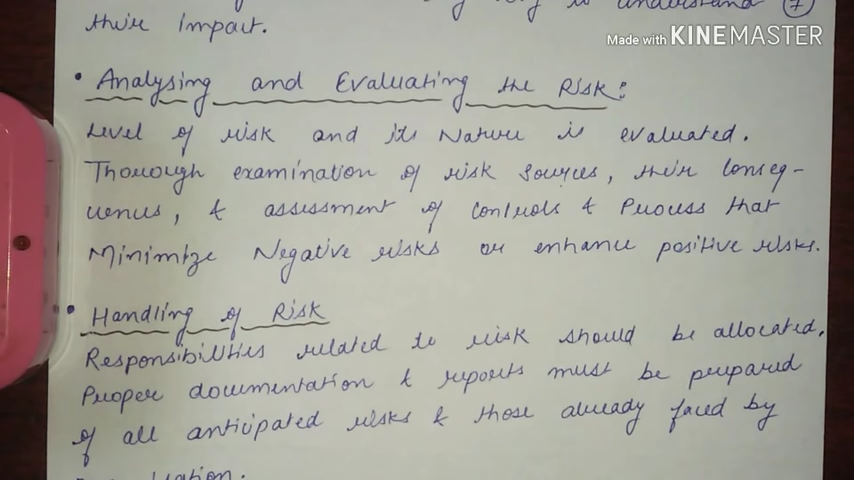 to understand 7
their impact.
Made with KINEMASTER
• Analysing and Evaluating the Risk:
Level of risk and its Nature is evaluated.
Thorough examination of risk sources, their conseq-
uences, & assessment of controls & Process that
Minimize Negative risks or enhance positive risks.
• Handling of Risk
Responsibilities related to risk should be allocated.
Proper documentation & reports must be prepared
of all anticipated risks & those already faced by